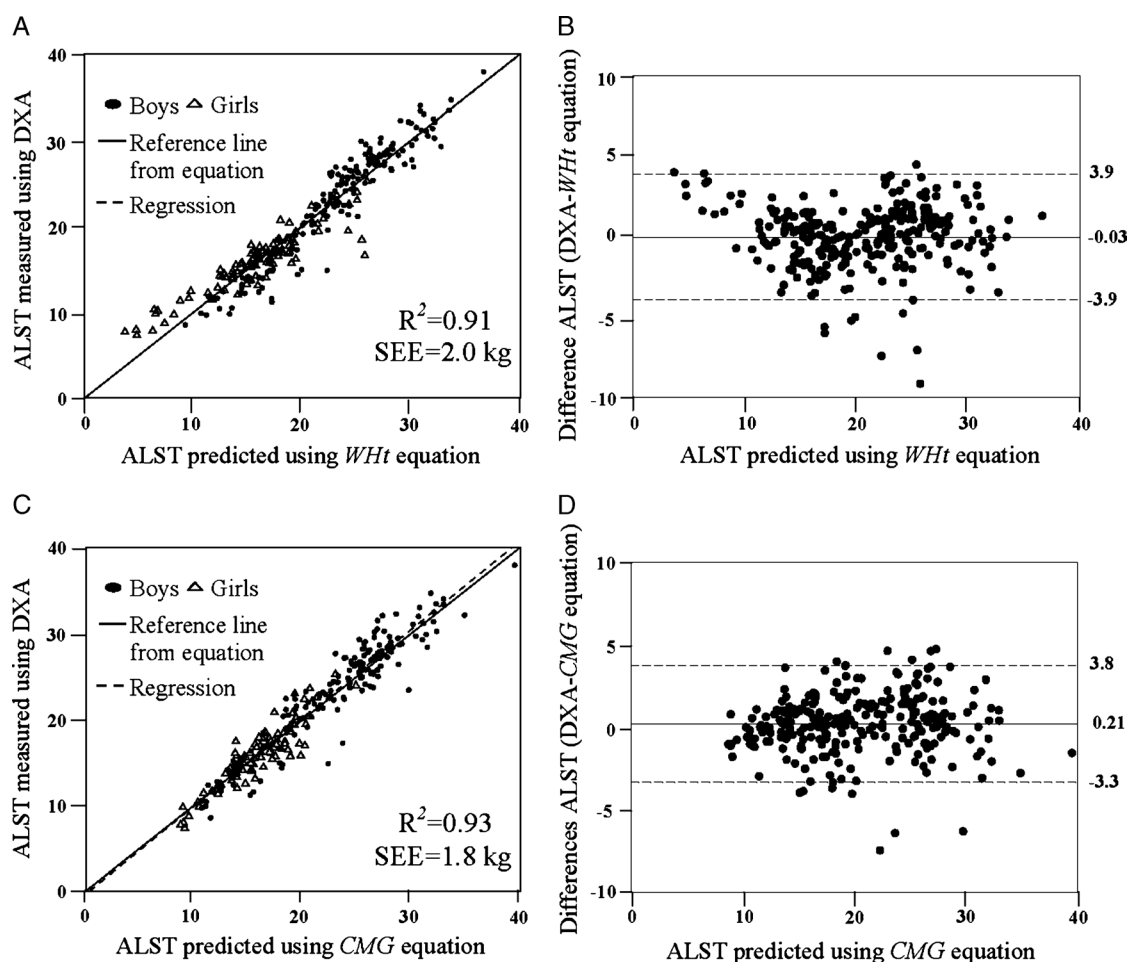 A
ALST measured using DXA
40
30
20
10
0
● Boys △ Girls
Reference line
from equation
Regression
R²=0.91
SEE=2.0 kg
0 10 20 30 40
ALST predicted using WHt equation
B
Difference ALST (DXA-WHt equation)
10
5
0
-5
-10
3.9
-0.03
-3.9
0 10 20 30 40
ALST predicted using WHt equation
C
ALST measured using DXA
40
30
20
10
0
● Boys △ Girls
Reference line
from equation
Regression
R²=0.93
SEE=1.8 kg
0 10 20 30 40
ALST predicted using CMG equation
D
Differences ALST (DXA-CMG equation)
10
5
0
-5
-10
3.8
0.21
-3.3
0 10 20 30 40
ALST predicted using CMG equation